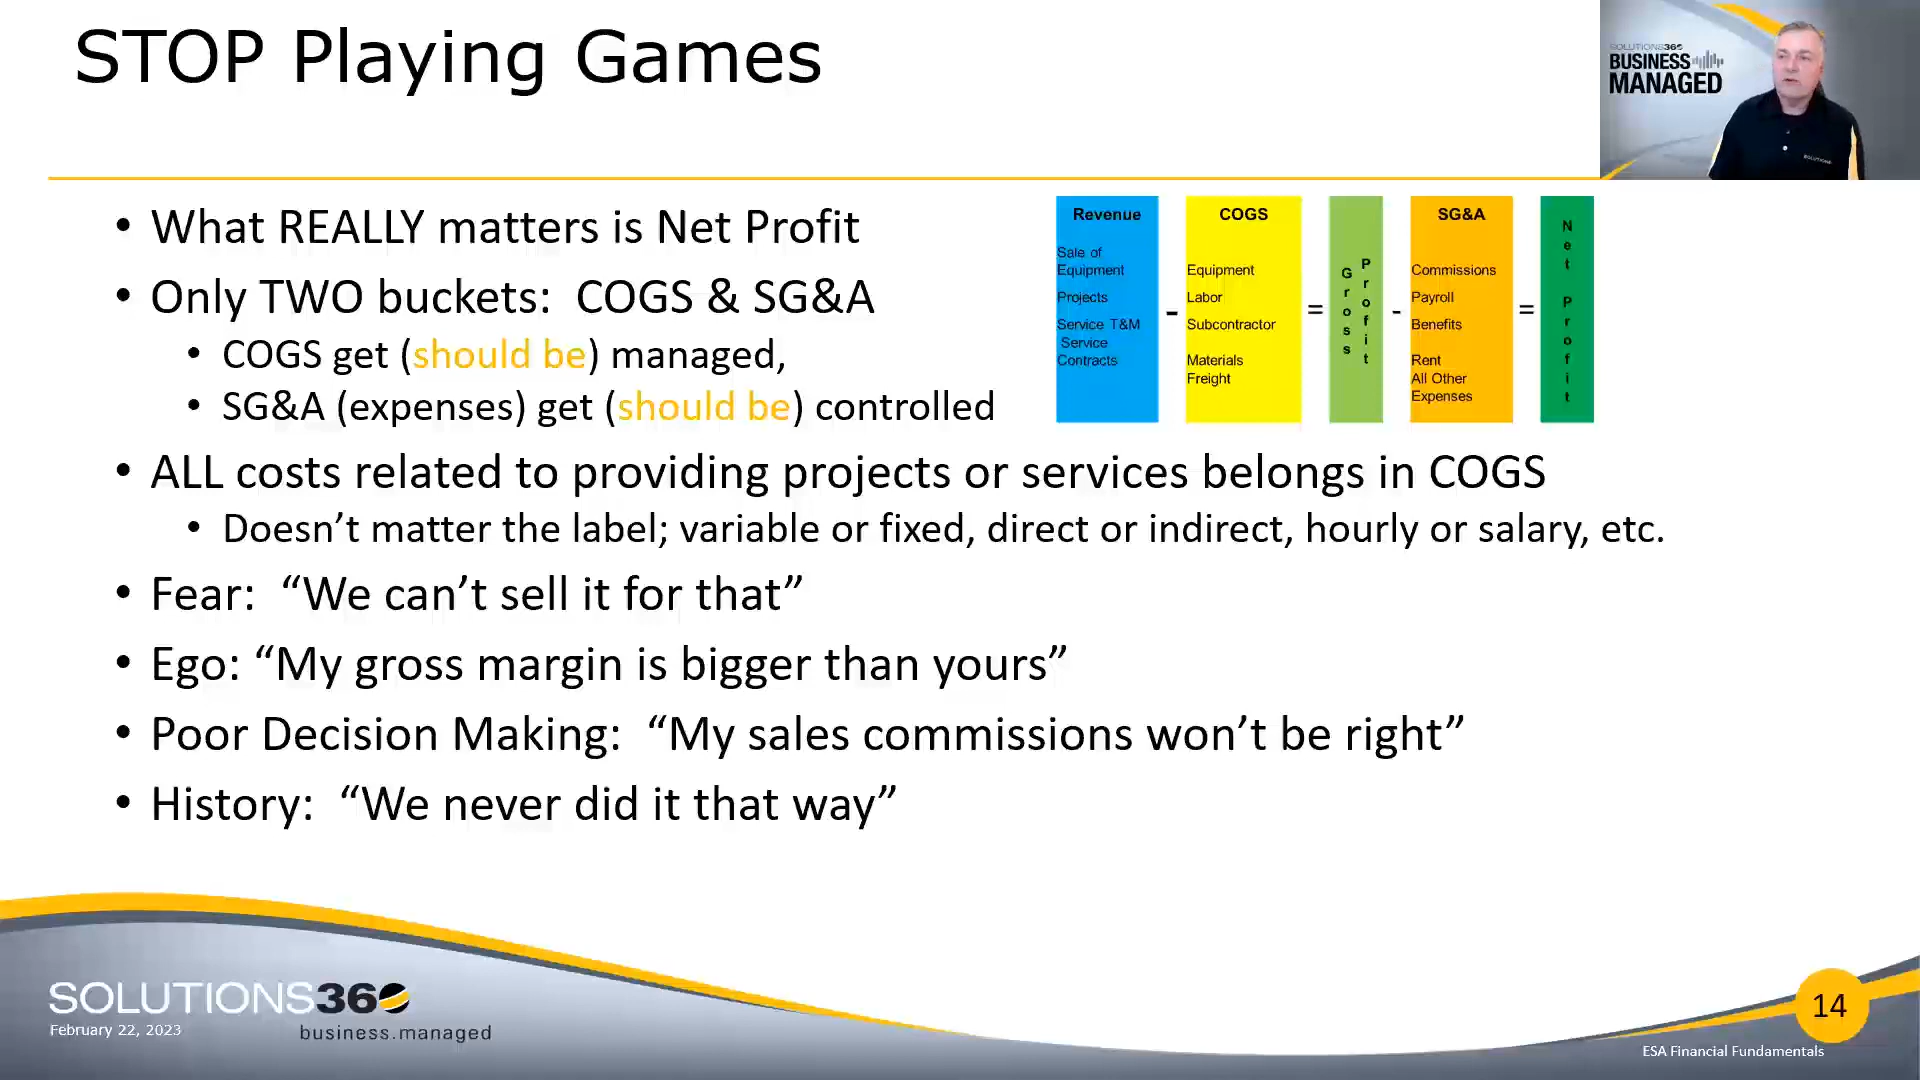 STOP Playing Games
SOLUTIONS360
BUSINESS
MANAGED
SOLUTIONS
• What REALLY matters is Net Profit
• Only TWO buckets:  COGS & SG&A
• COGS get (should be) managed,
• SG&A (expenses) get (should be) controlled
Revenue
Sale of
Equipment
Projects
Service T&M
Service
Contracts
-
COGS
Equipment
Labor
Subcontractor
Materials
Freight
=
Gross
Profit
-
SG&A
Commissions
Payroll
Benefits
Rent
All Other
Expenses
=
Net Profit
• ALL costs related to providing projects or services belongs in COGS
• Doesn’t matter the label; variable or fixed, direct or indirect, hourly or salary, etc.
• Fear:  “We can’t sell it for that”
• Ego: “My gross margin is bigger than yours”
• Poor Decision Making:  “My sales commissions won’t be right”
• History:  “We never did it that way”
SOLUTIONS360
February 22, 2023
business.managed
14
ESA Financial Fundamentals